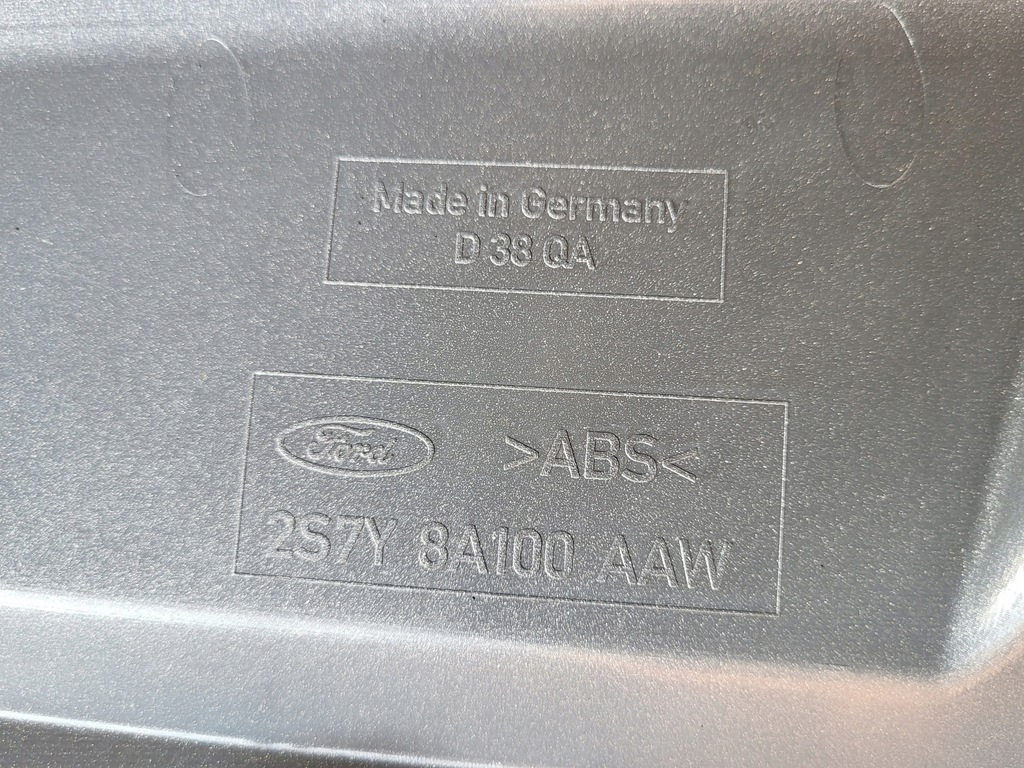 Made in Germany
D 38 QA
Ford >ABS<
2S7Y 8A100 AAW